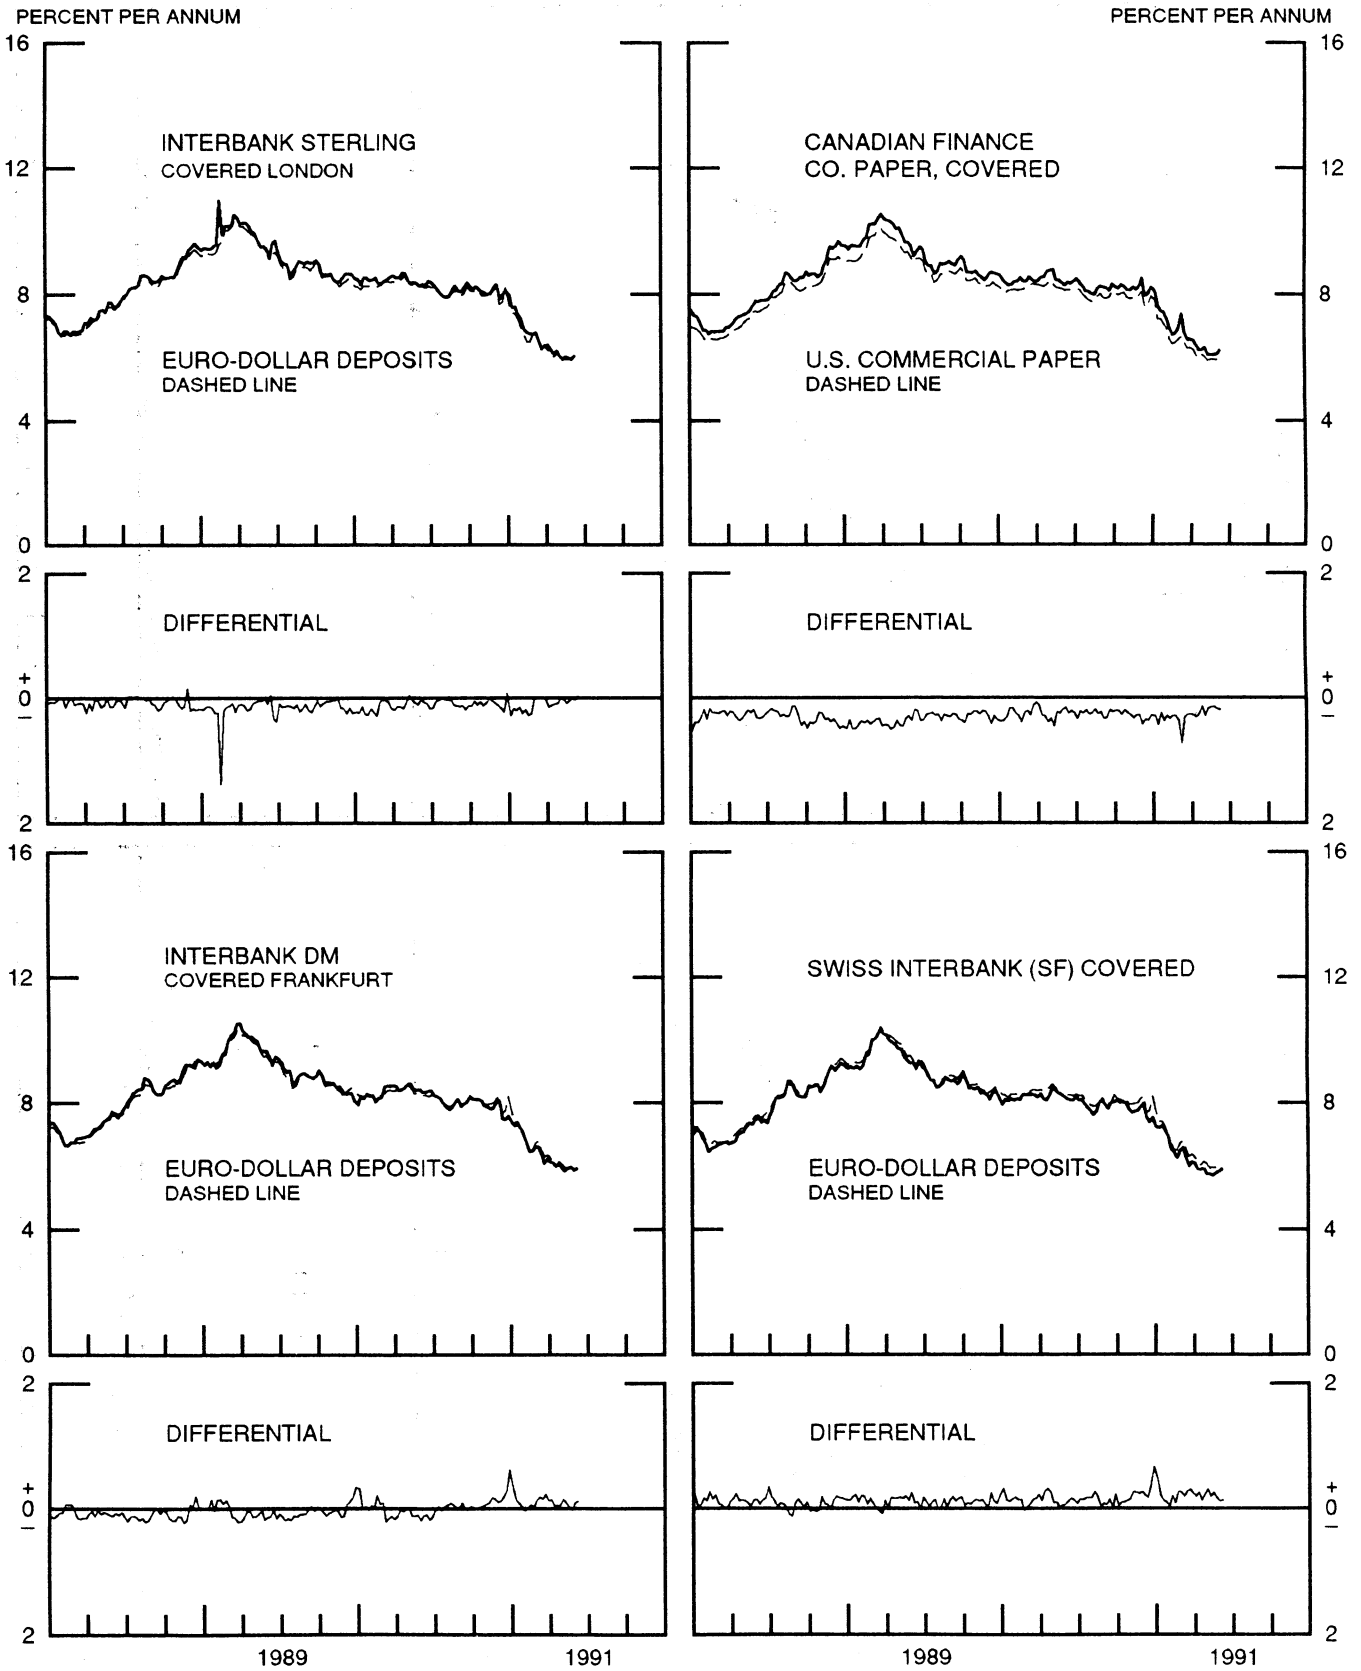 PERCENT PER ANNUM
PERCENT PER ANNUM
16
16
INTERBANK STERLING
COVERED LONDON
CANADIAN FINANCE
CO. PAPER, COVERED
12
12
8
8
EURO-DOLLAR DEPOSITS
DASHED LINE
U.S. COMMERCIAL PAPER
DASHED LINE
4
4
0
0
2
2
DIFFERENTIAL
DIFFERENTIAL
+
0
–
+
0
–
2
2
16
16
INTERBANK DM
COVERED FRANKFURT
SWISS INTERBANK (SF) COVERED
12
12
8
8
EURO-DOLLAR DEPOSITS
DASHED LINE
EURO-DOLLAR DEPOSITS
DASHED LINE
4
4
0
0
2
2
DIFFERENTIAL
DIFFERENTIAL
+
0
–
+
0
–
2
2
1989
1991
1989
1991